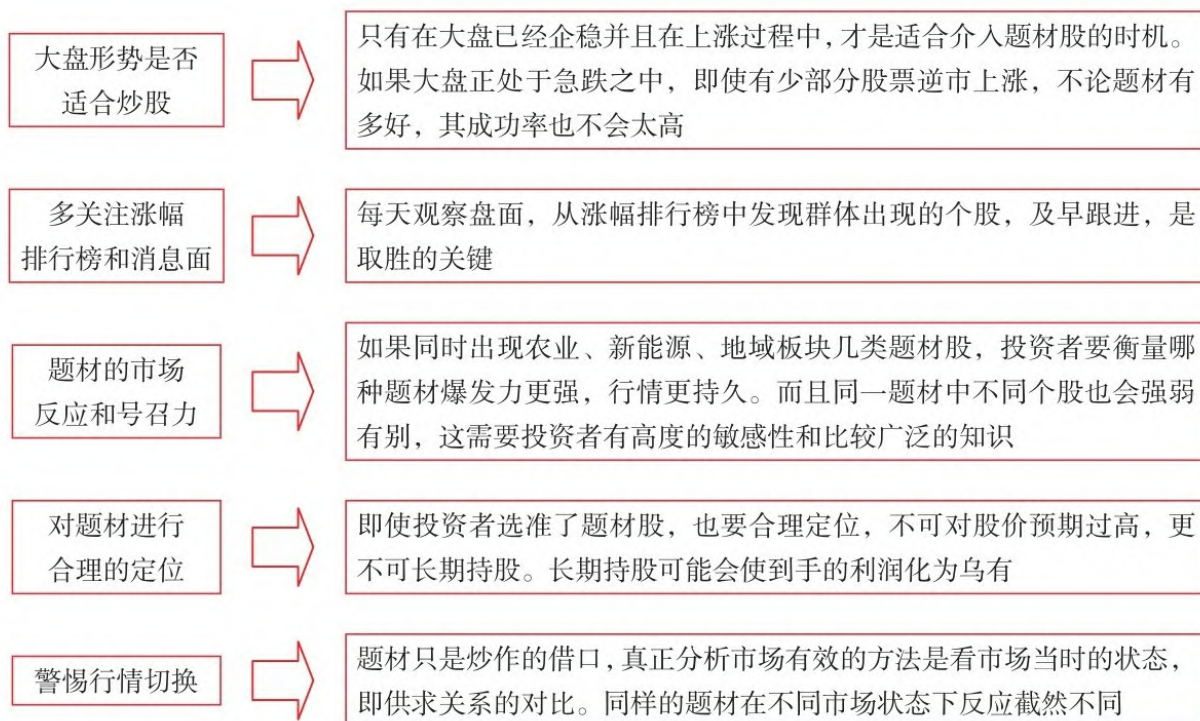 大盘形势是否
适合炒股
只有在大盘已经企稳并且在上涨过程中，才是适合介入题材股的时机。
如果大盘正处于急跌之中，即使有少部分股票逆市上涨，不论题材有
多好，其成功率也不会太高
多关注涨幅
排行榜和消息面
每天观察盘面，从涨幅排行榜中发现群体出现的个股，及早跟进，是
取胜的关键
题材的市场
反应和号召力
如果同时出现农业、新能源、地域板块几类题材股，投资者要衡量哪
种题材爆发力更强，行情更持久。而且同一题材中不同个股也会强弱
有别，这需要投资者有高度的敏感性和比较广泛的知识
对题材进行
合理的定位
即使投资者选准了题材股，也要合理定位，不可对股价预期过高，更
不可长期持股。长期持股可能会使到手的利润化为乌有
警惕行情切换
题材只是炒作的借口，真正分析市场有效的方法是看市场当时的状态，
即供求关系的对比。同样的题材在不同市场状态下反应截然不同